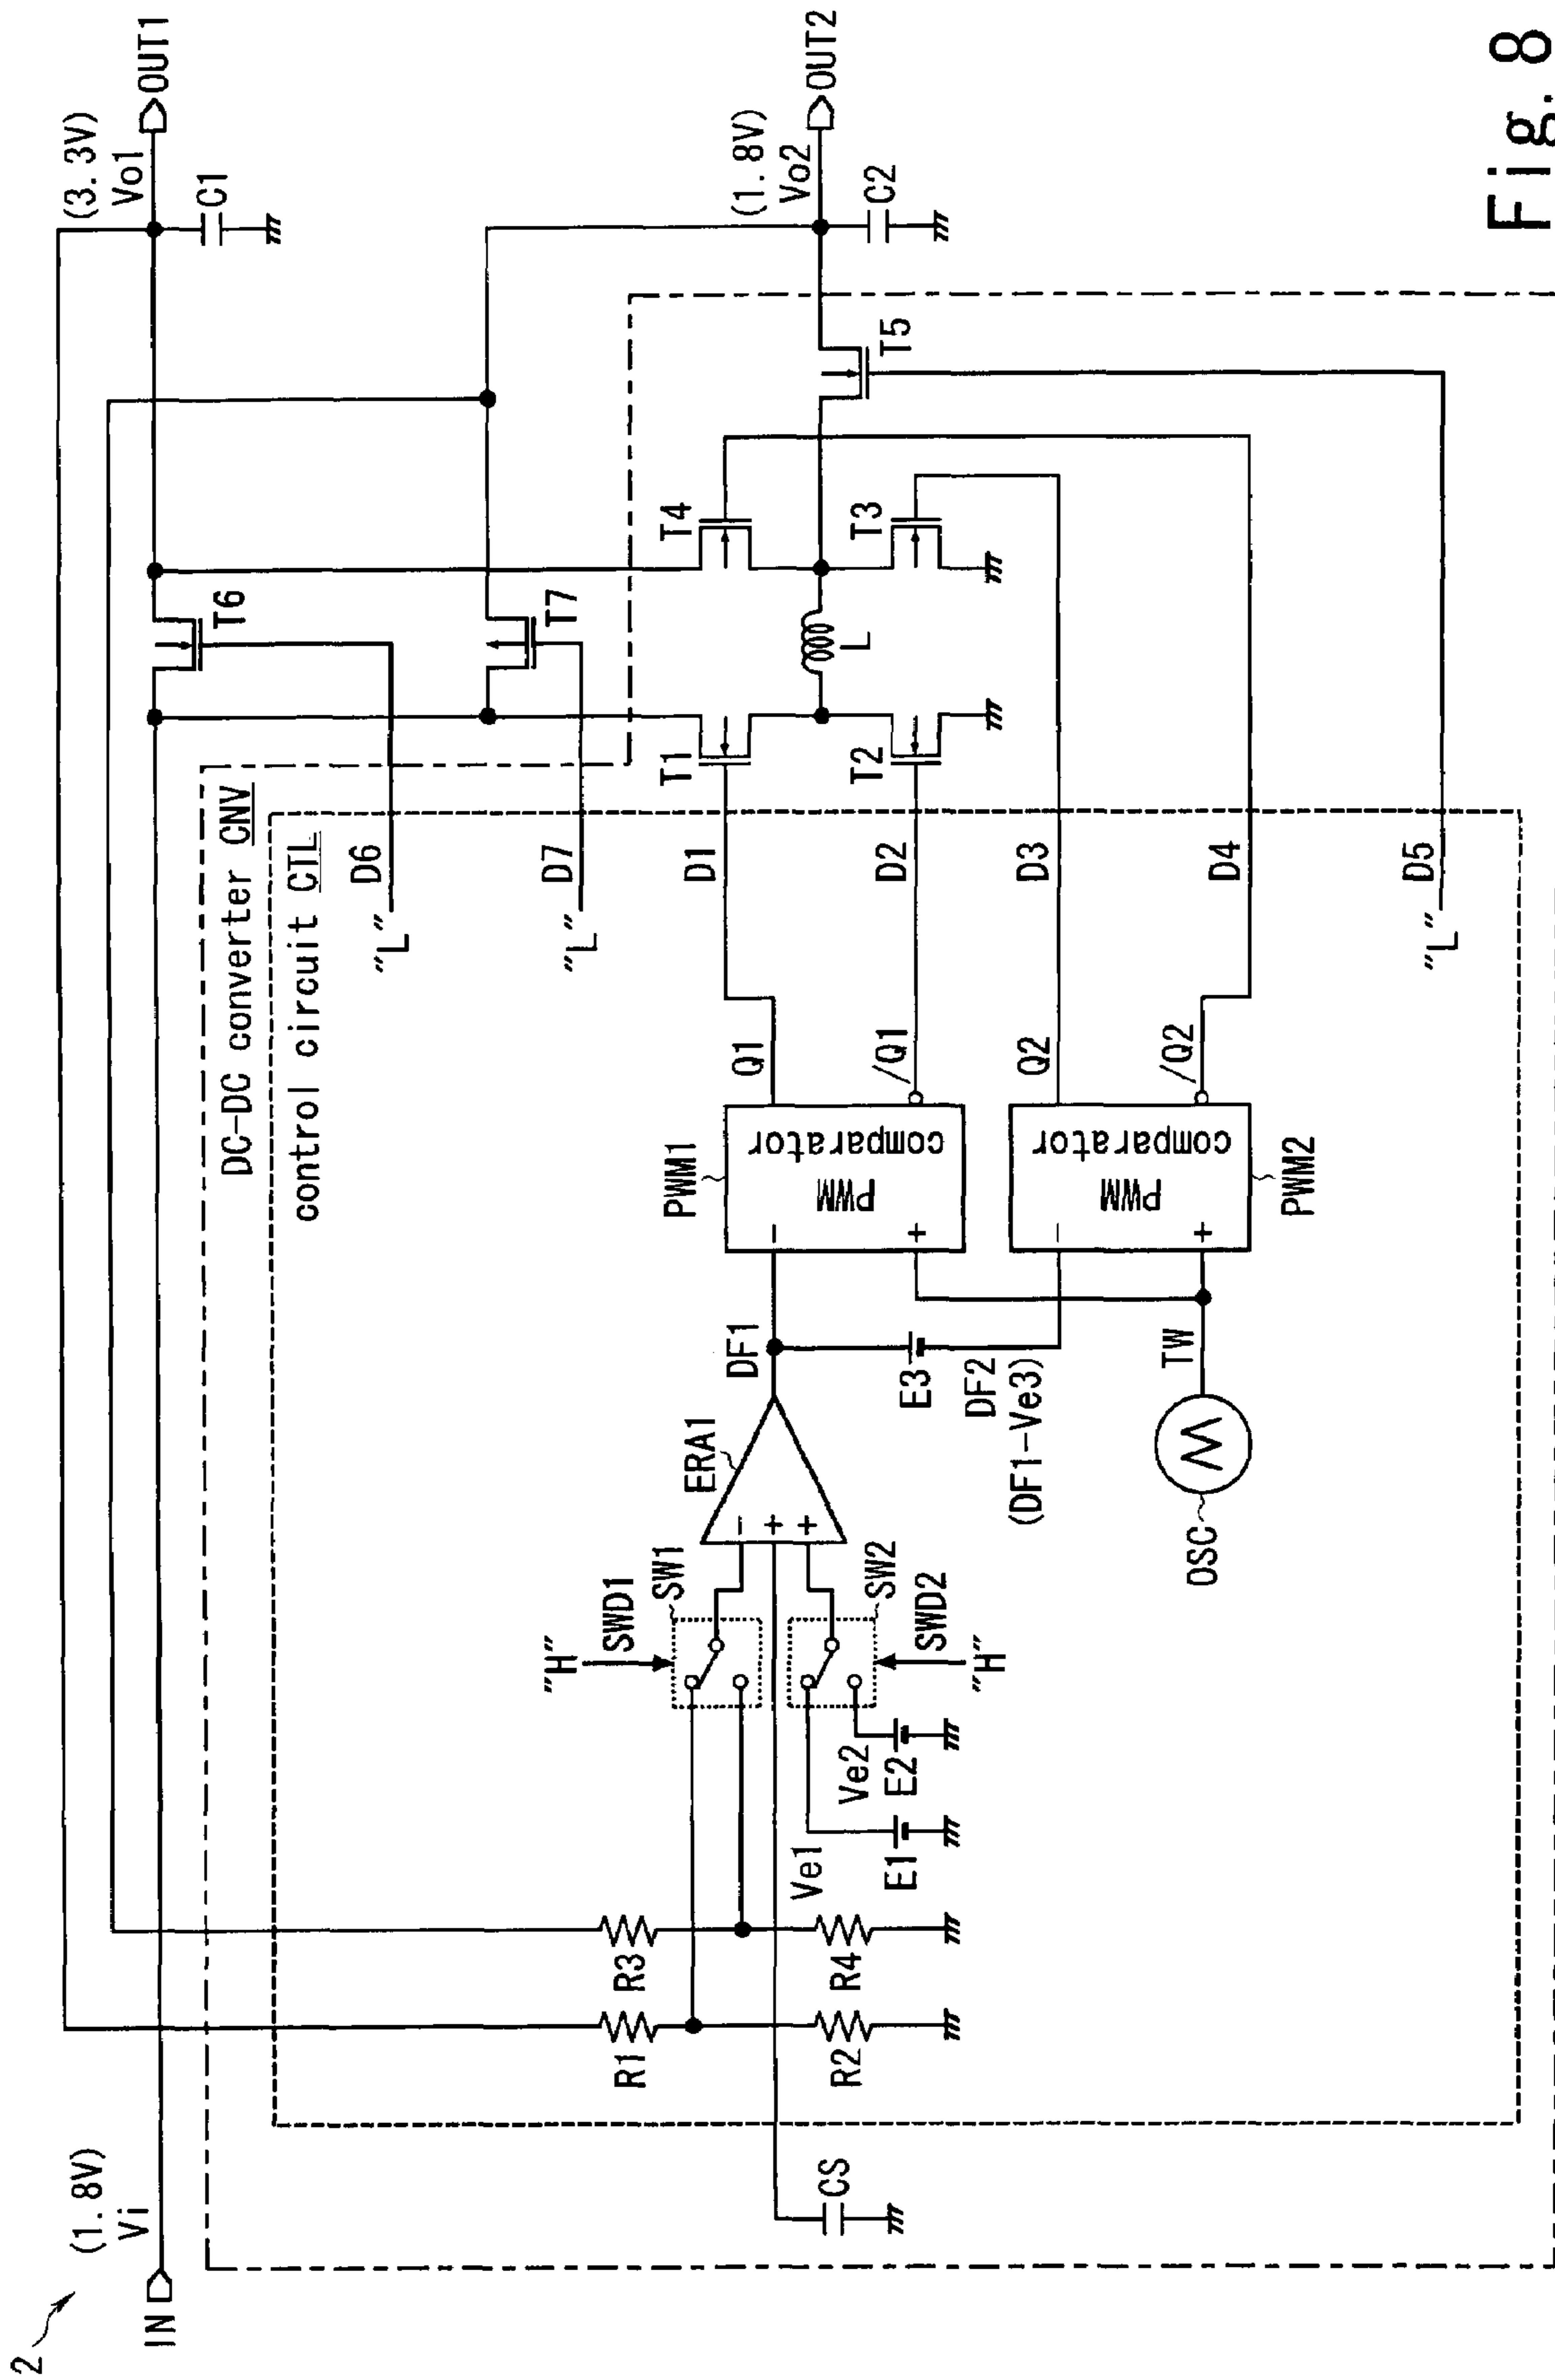 2
IN
(1.8V)
Vi
(3.3V)
Vo1
OUT1
C1
T6
D6
"L"
DC-DC converter CNV
control circuit CTL
T7
D7
"L"
(1.8V)
Vo2
OUT2
C2
T5
T4
T3
T1
T2
L
D1
D2
D3
D4
D5
"L"
Q1
/Q1
Q2
/Q2
PWM1
PWM
comparator
PWM
comparator
PWM2
-
+
-
+
DF1
E3
DF2
(DF1-Ve3)
TW
OSC
ERA1
-
+
+
"H"
SWD1
SW1
SW2
SWD2
"H"
Ve1
E1
Ve2
E2
R1
R2
R3
R4
CS
Fig. 8